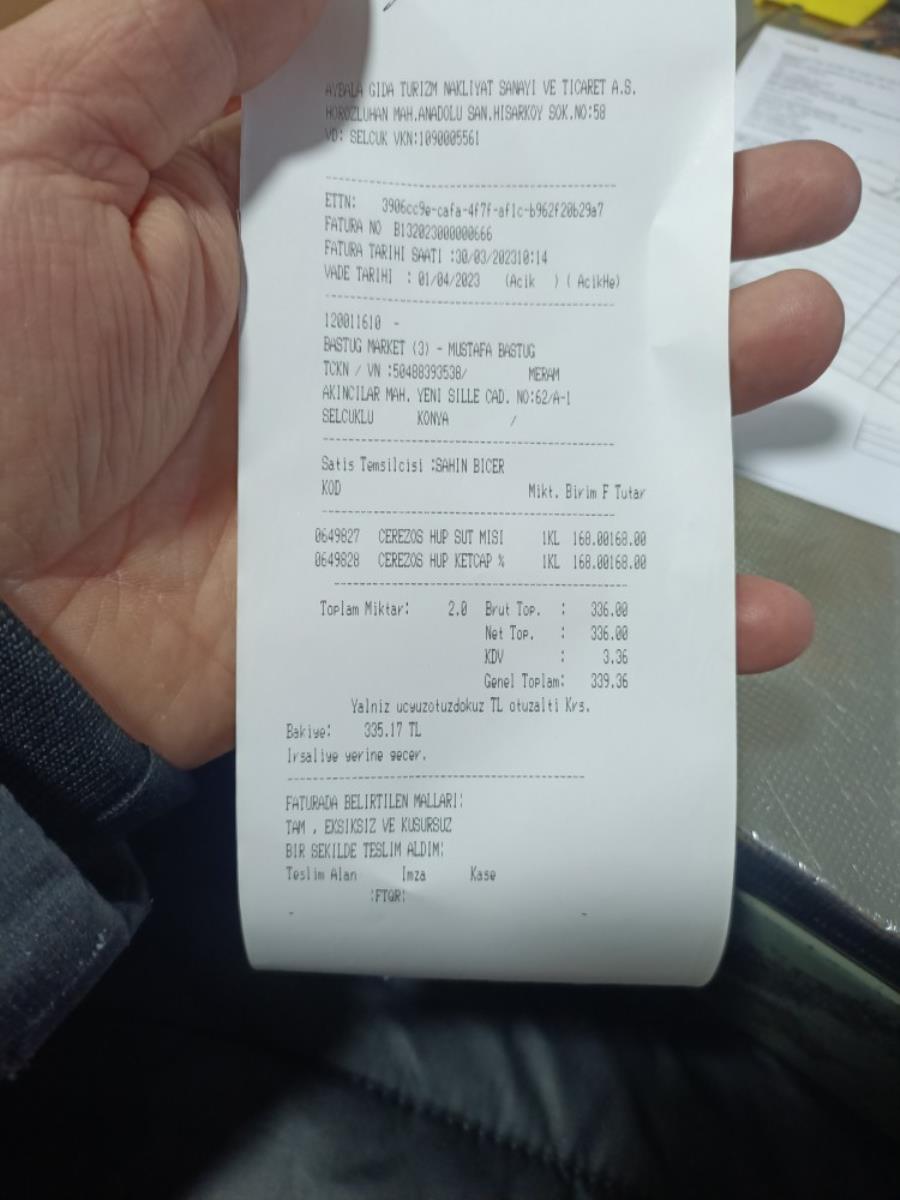 AYBALA GIDA TURIZM NAKLIYAT SANAYI VE TICARET A.S.
HOROZLUHAN MAH.ANADOLU SAN.HISARKOY SOK.NO:58
VD: SELCUK VKN:1090005561
ETTN: 3906cc9e-cafa-4f7f-af1c-b962f20b29a7
FATURA NO B132023000000666
FATURA TARIHI SAATI :30/03/202310:14
VADE TARIHI : 01/04/2023 (Acik ) ( AcikHe)
120011610 -
BASTUG MARKET (3) - MUSTAFA BASTUG
TCKN / VN :50488393538/ MERAM
AKINCILAR MAH. YENI SILLE CAD. NO:62/A-1
SELCUKLU KONYA /
Satis Temsilcisi :SAHIN BICER
KOD Mikt. Birim F Tutar
0649827 CEREZOS HUP SUT MISI 1KL 168.00168.00
0649828 CEREZOS HUP KETCAP % 1KL 168.00168.00
Toplam Miktar: 2.0 Brut Top. : 336.00
Net Top. : 336.00
KDV : 3.36
Genel Toplam: 339.36
Yalniz ucyuzotuzdokuz TL otuzalti Krs.
Bakiye: 335.17 TL
Irsaliye yerine gecer.
FATURADA BELIRTILEN MALLARI:
TAM , EKSIKSIZ VE KUSURSUZ
BIR SEKILDE TESLIM ALDIM:
Teslim Alan Imza Kase
:FTQR: